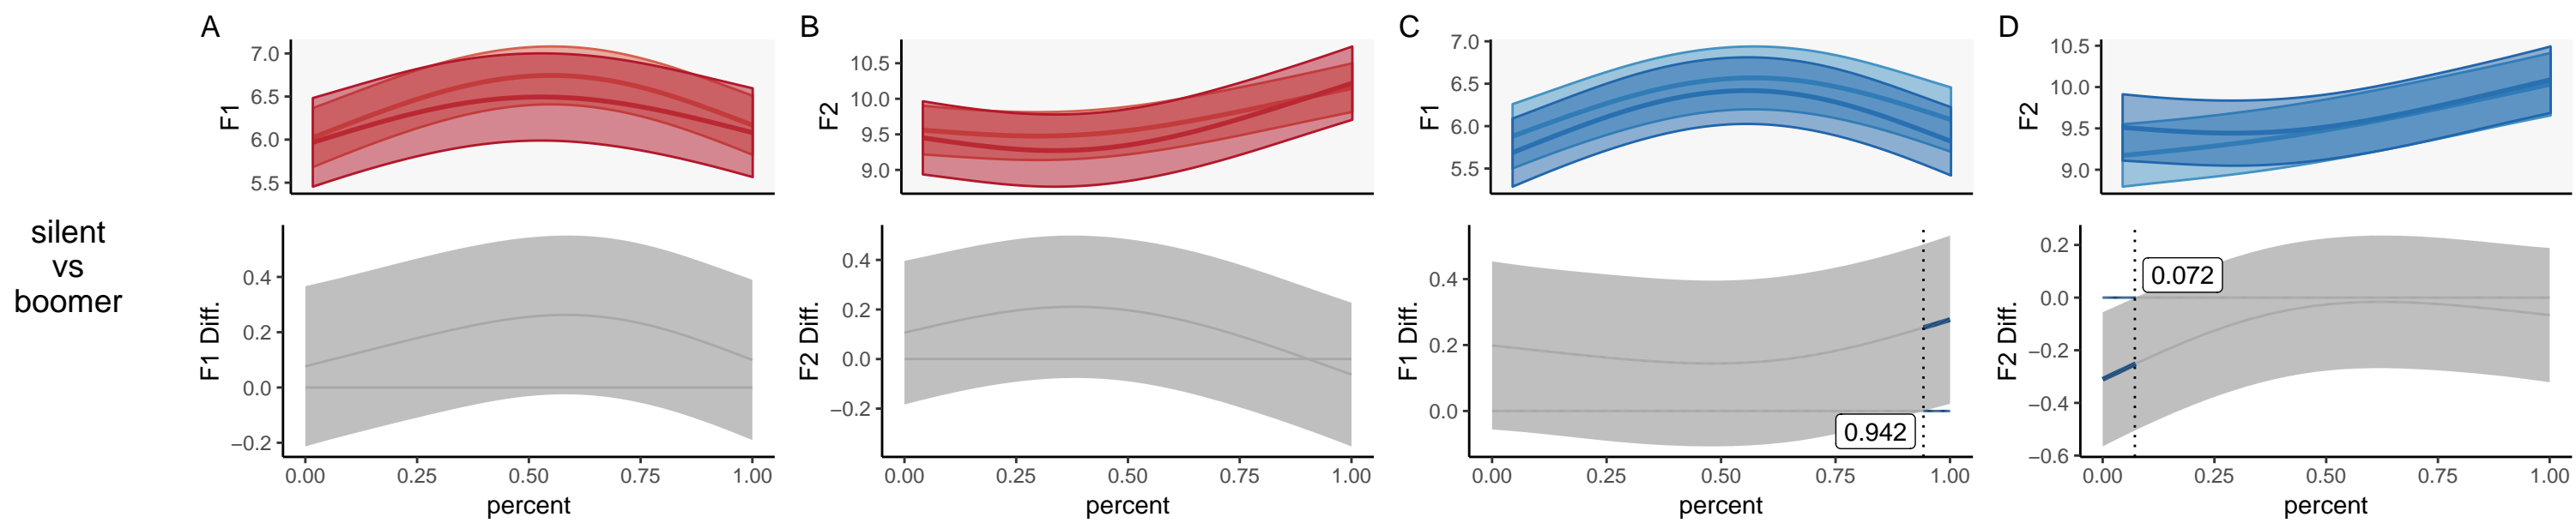 A
B
C
D
F1
7.0
6.5
6.0
5.5
F2
10.5
10.0
9.5
9.0
F1
7.0
6.5
6.0
5.5
F2
10.5
10.0
9.5
9.0
silent
vs
boomer
F1 Diff.
0.4
0.2
0.0
−0.2
0.00 0.25 0.50 0.75 1.00
percent
F2 Diff.
0.4
0.2
0.0
−0.2
0.00 0.25 0.50 0.75 1.00
percent
F1 Diff.
0.4
0.2
0.0
0.942
0.00 0.25 0.50 0.75 1.00
percent
F2 Diff.
0.2
0.0
−0.2
−0.4
−0.6
0.072
0.00 0.25 0.50 0.75 1.00
percent